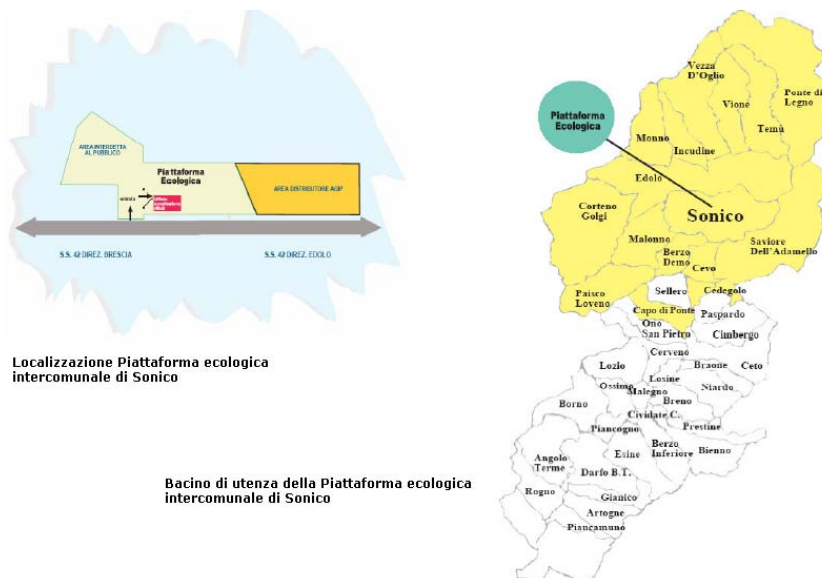 AREA INTERDETTA
AL PUBBLICO
Piattaforma
Ecologica
entrata
AREA DISTRIBUTORE AGIP
S.S. 42 DIREZ. BRESCIA
S.S. 42 DIREZ. EDOLO
Localizzazione Piattaforma ecologica
intercomunale di Sonico
Bacino di utenza della Piattaforma ecologica
intercomunale di Sonico
Piattaforma
Ecologica
Vezza
D'Oglio
Ponte di
Legno
Vione
Temù
Monno
Incudine
Edolo
Sonico
Corteno
Golgi
Malonno
Berzo
Demo
Saviore
Dell'Adamello
Cevo
Paisco
Loveno
Sellero
Cedegolo
Capo di Ponte
Paspardo
Ono
San Pietro
Cimbergo
Cerveno
Lozio
Braone
Ceto
Losine
Ossimo
Malegno
Niardo
Borno
Breno
Cividate C.
Piancogno
Prestine
Berzo
Inferiore
Bienno
Esine
Angolo
Terme
Darfo B.T.
Rogno
Gianico
Artogne
Piancamuno